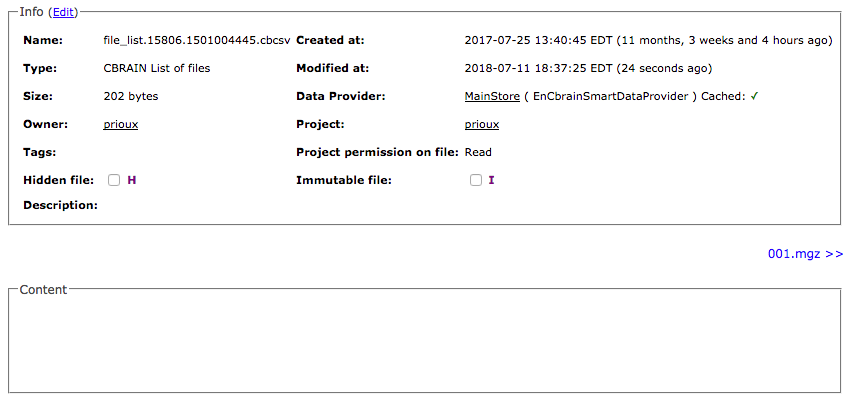 Info (Edit)
Name: file_list.15806.1501004445.cbcsv Created at: 2017-07-25 13:40:45 EDT (11 months, 3 weeks and 4 hours ago)
Type: CBRAIN List of files Modified at: 2018-07-11 18:37:25 EDT (24 seconds ago)
Size: 202 bytes Data Provider: MainStore ( EnCbrainSmartDataProvider ) Cached: ✓
Owner: prioux Project: prioux
Tags: Project permission on file: Read
Hidden file: H Immutable file: I
Description:
001.mgz >>
Content